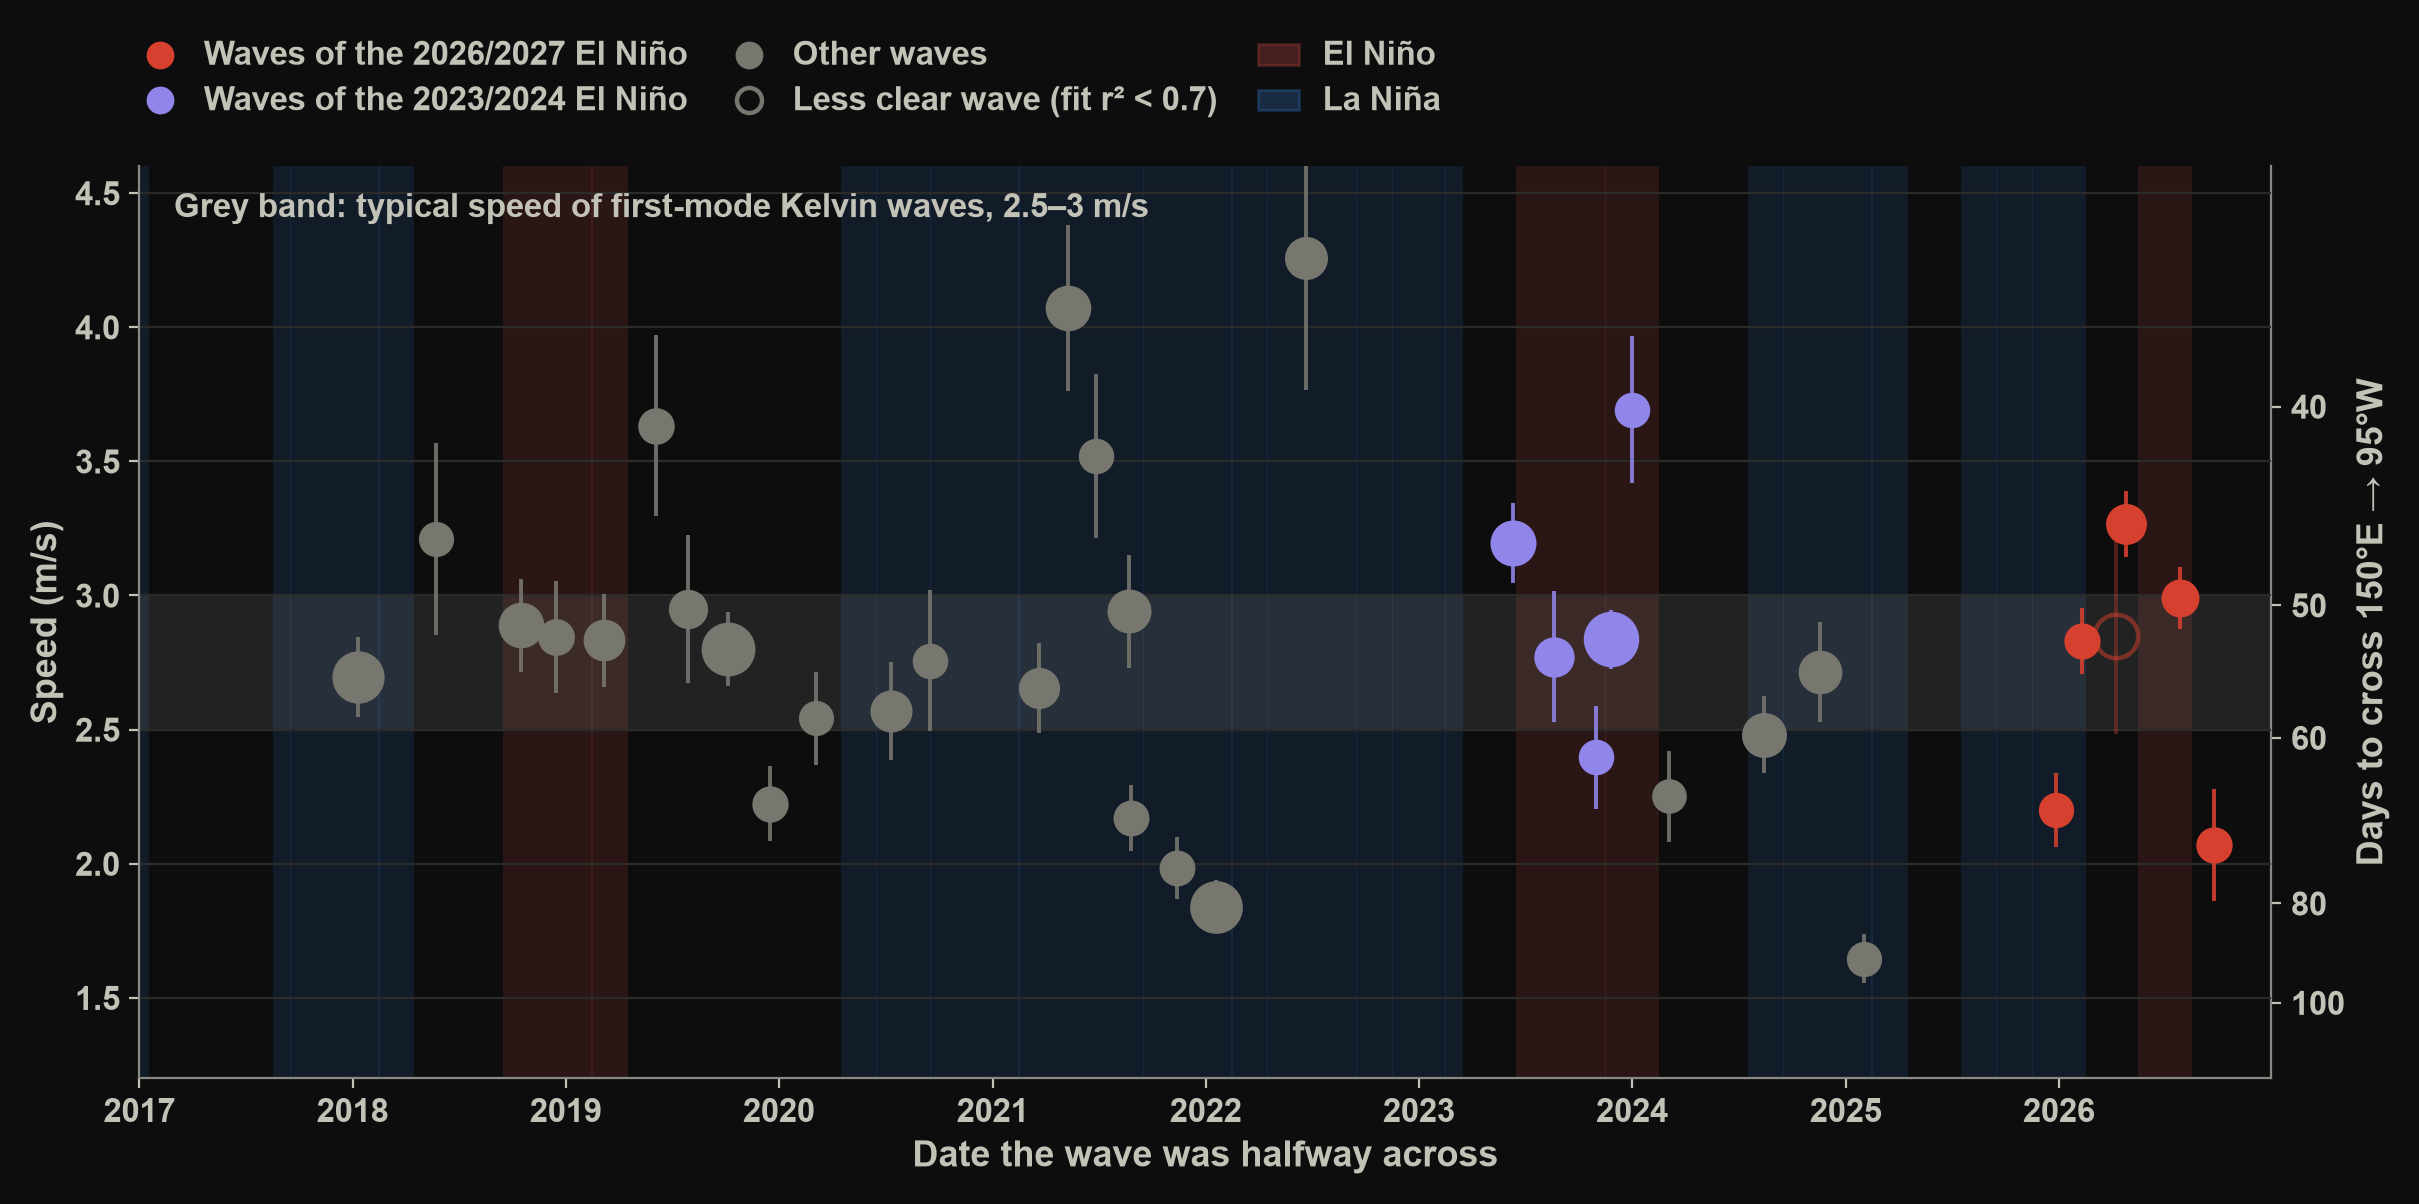 Waves of the 2026/2027 El Niño
Waves of the 2023/2024 El Niño
Other waves
Less clear wave (fit r² < 0.7)
El Niño
La Niña
Grey band: typical speed of first-mode Kelvin waves, 2.5–3 m/s
Speed (m/s)
4.5
4.0
3.5
3.0
2.5
2.0
1.5
40
50
60
80
100
Days to cross 150°E → 95°W
2017 2018 2019 2020 2021 2022 2023 2024 2025 2026
Date the wave was halfway across